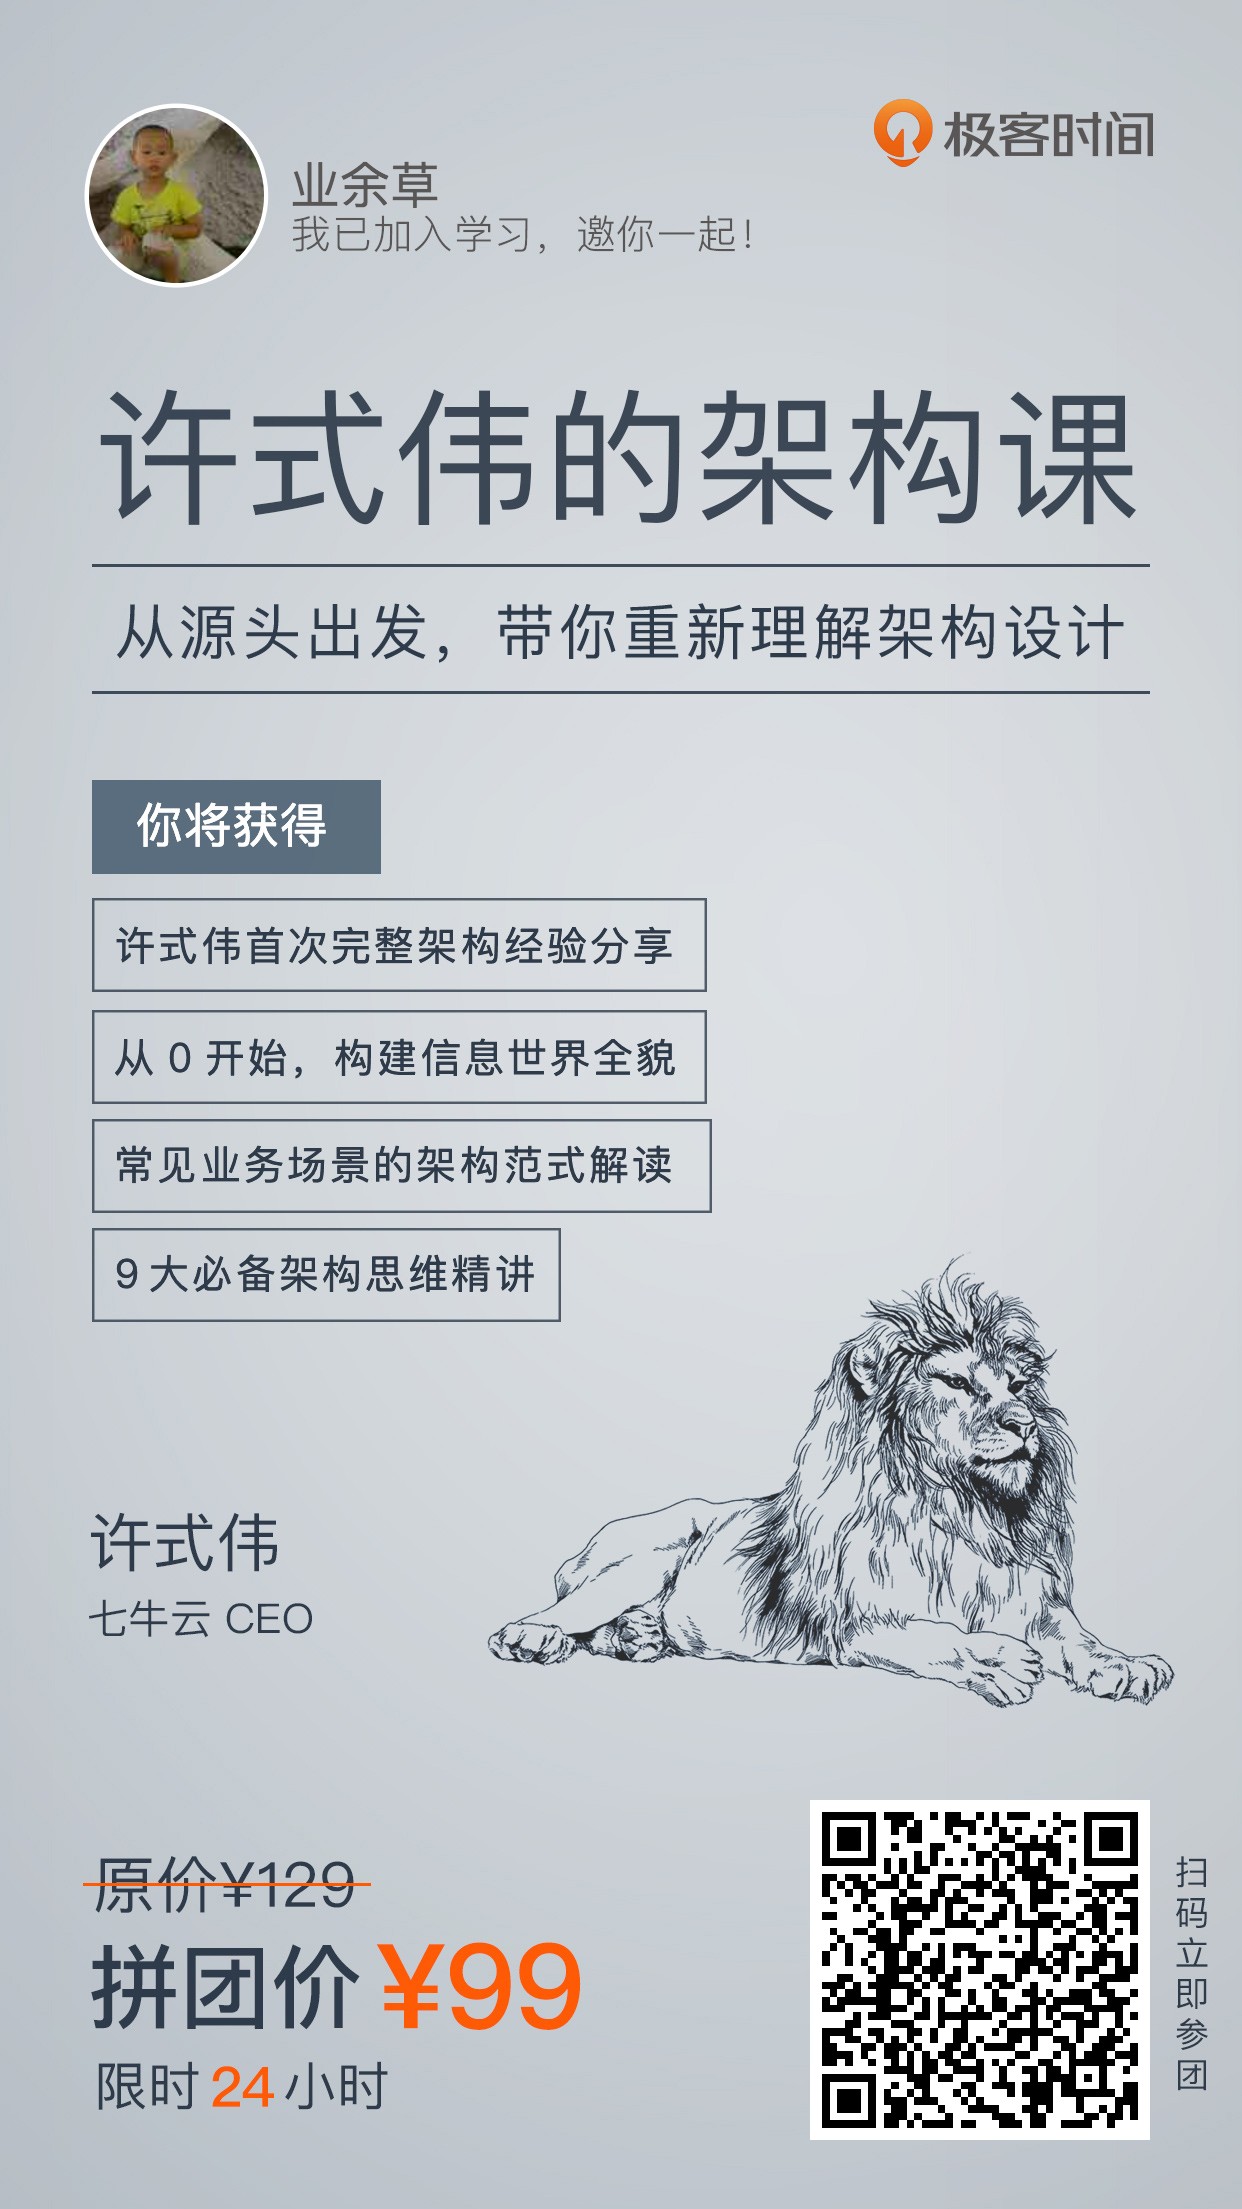 极客时间
业余草
我已加入学习，邀你一起！
许式伟的架构课
从源头出发，带你重新理解架构设计
你将获得
许式伟首次完整架构经验分享
从 0 开始，构建信息世界全貌
常见业务场景的架构范式解读
9 大必备架构思维精讲
许式伟
七牛云 CEO
原价¥129
拼团价 ¥99
限时 24 小时
扫码立即参团